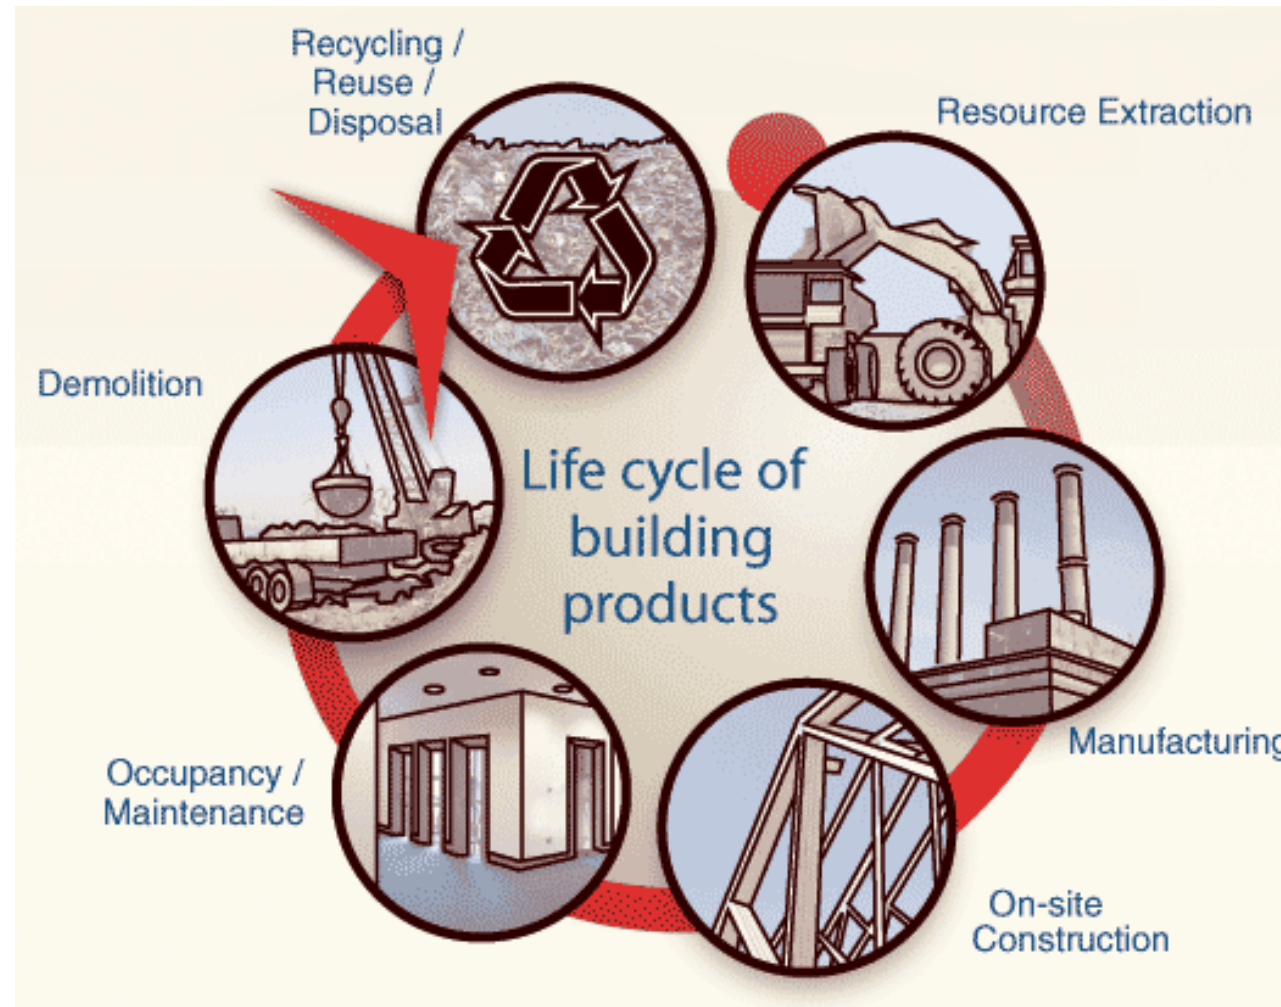 Recycling /
Reuse /
Disposal
Resource Extraction
Demolition
Life cycle of
building
products
Manufacturing
Occupancy /
Maintenance
On-site
Construction